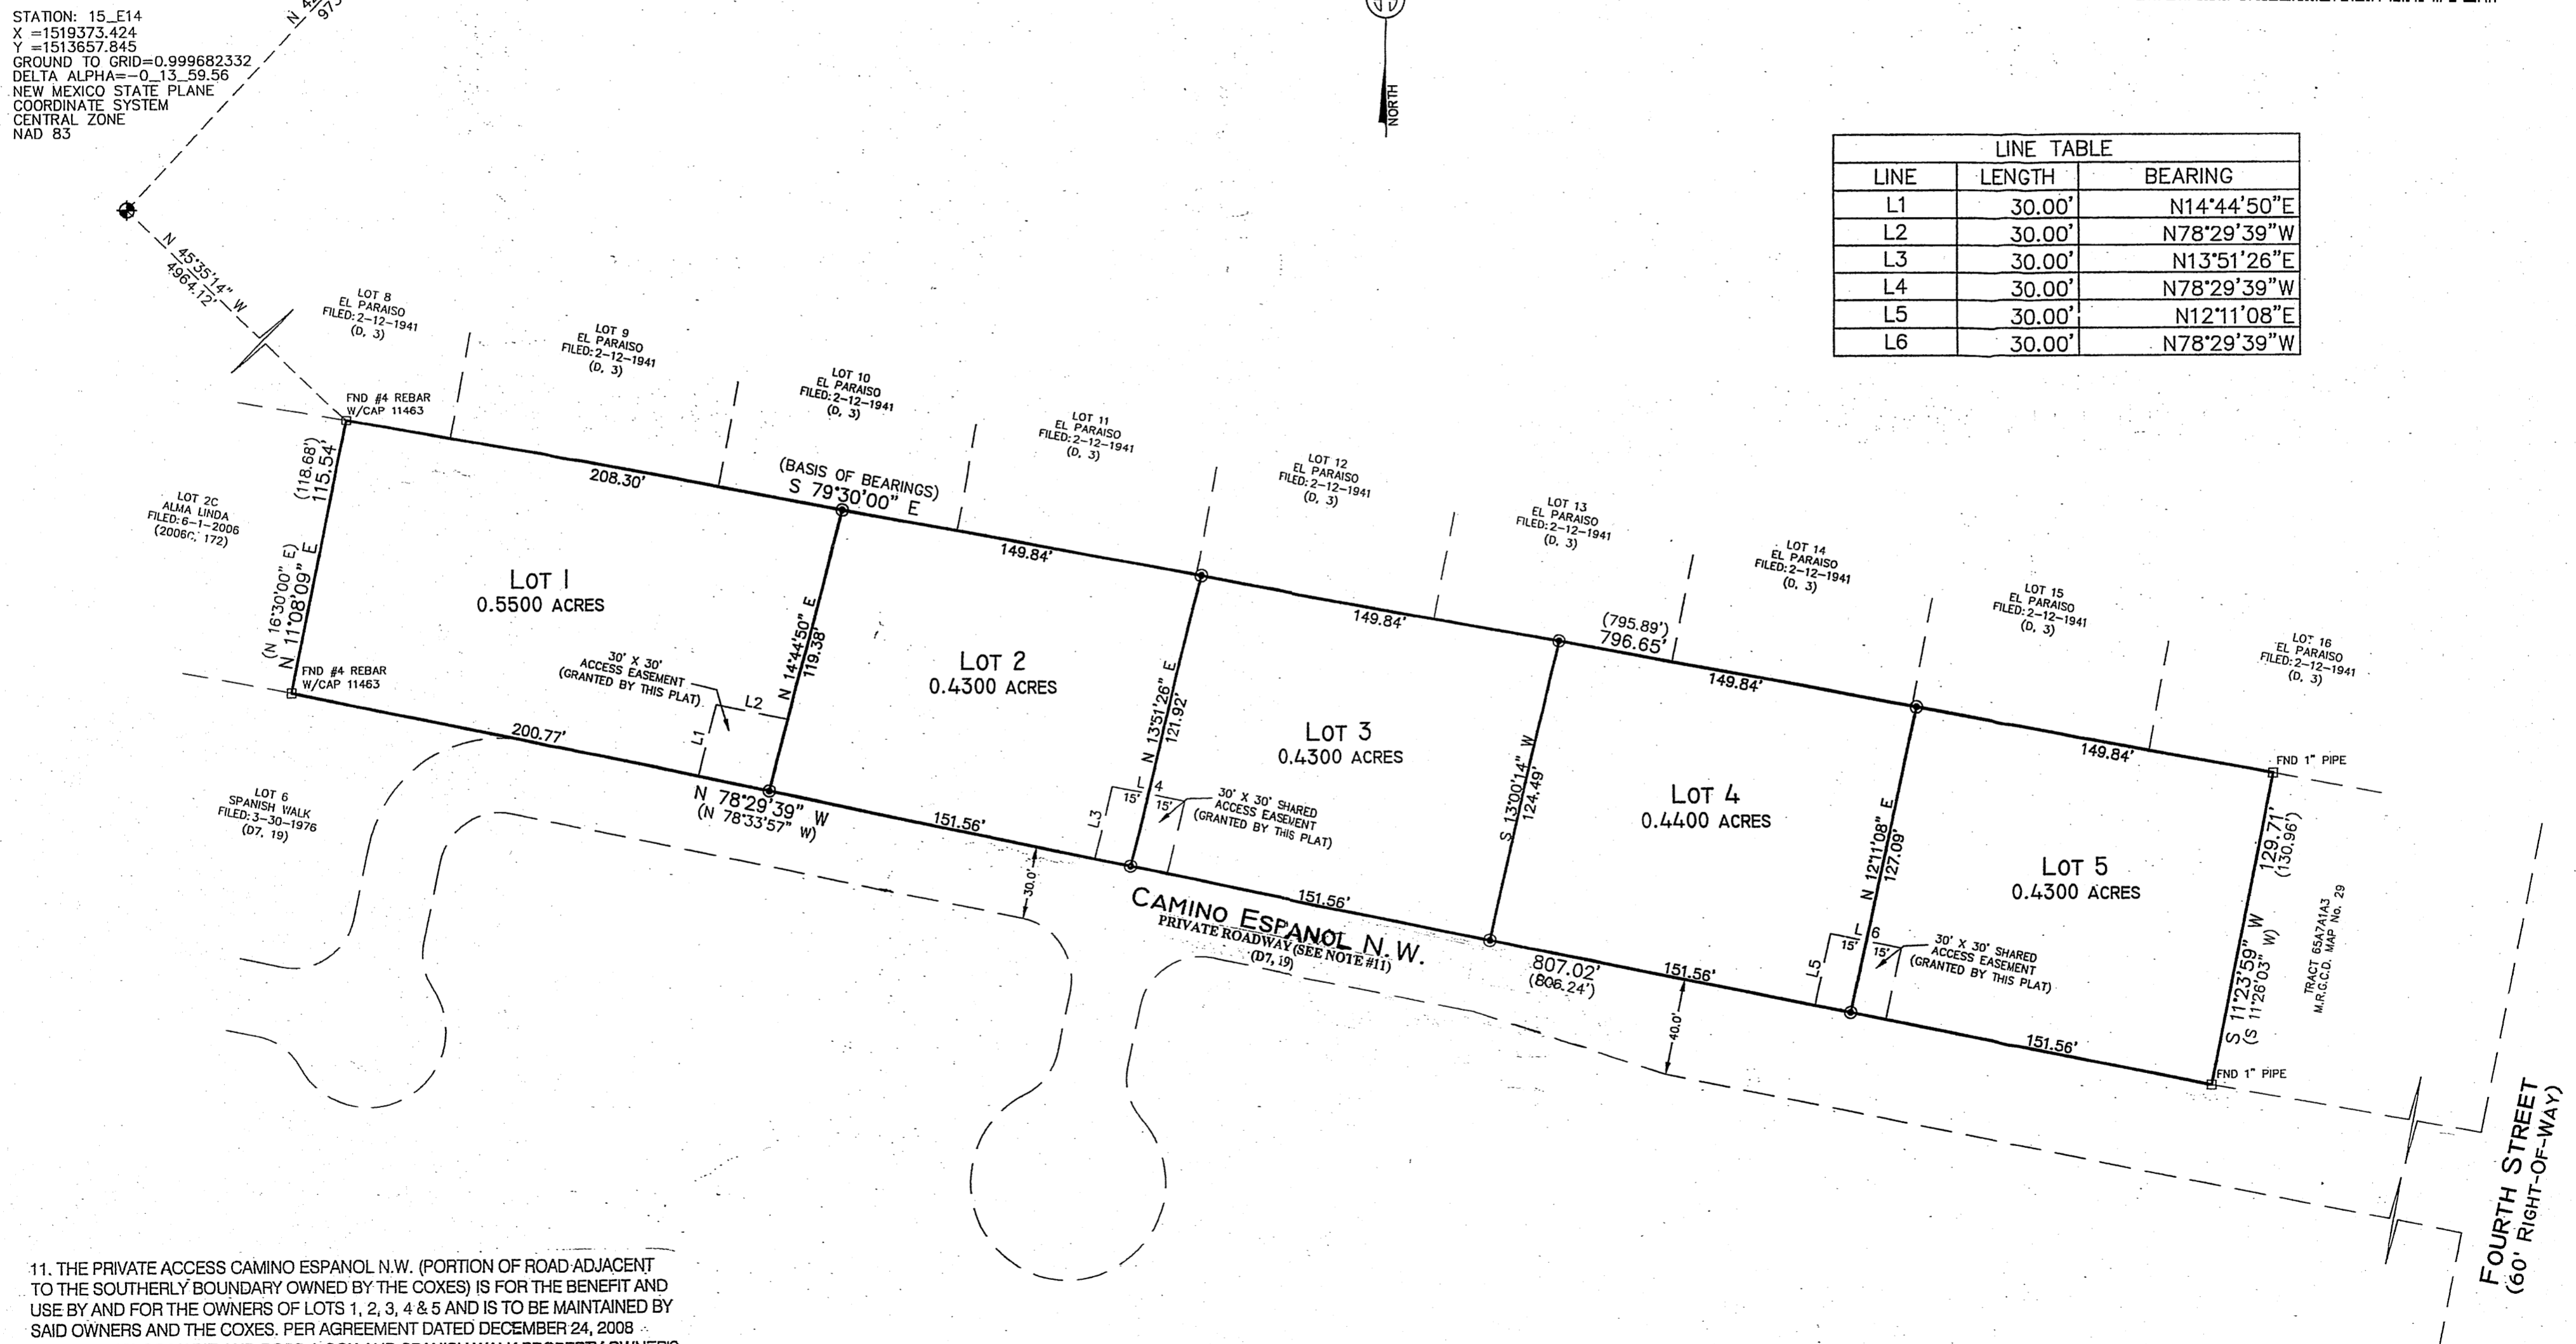 STATION: 15_E14
X =1519373.424
Y =1513657.845
GROUND TO GRID=0.999682332
DELTA ALPHA=-0_13_59.56
NEW MEXICO STATE PLANE
COORDINATE SYSTEM
CENTRAL ZONE
NAD 83
NORTH
LINE TABLE
LINE LENGTH BEARING
L1 30.00' N14°44'50"E
L2 30.00' N78°29'39"W
L3 30.00' N13°51'26"E
L4 30.00' N78°29'39"W
L5 30.00' N12°11'08"E
L6 30.00' N78°29'39"W
N 45°35'14" W
4964.12'
LOT 8
EL PARAISO
FILED:2-12-1941
(D, 3)
LOT 9
EL PARAISO
FILED:2-12-1941
(D, 3)
LOT 10
EL PARAISO
FILED:2-12-1941
(D, 3)
LOT 11
EL PARAISO
FILED:2-12-1941
(D, 3)
LOT 12
EL PARAISO
FILED:2-12-1941
(D, 3)
LOT 13
EL PARAISO
FILED:2-12-1941
(D, 3)
LOT 14
EL PARAISO
FILED:2-12-1941
(D, 3)
LOT 15
EL PARAISO
FILED:2-12-1941
(D, 3)
LOT 16
EL PARAISO
FILED:2-12-1941
(D, 3)
FND #4 REBAR
W/CAP 11463
(118.68')
115.54'
(N 16°30'00" E)
N 11°08'09" E
LOT 2C
ALMA LINDA
FILED:6-1-2006
(2006C, 172)
208.30'
(BASIS OF BEARINGS)
S 79°30'00" E
149.84'
149.84'
(795.89')
796.65'
149.84'
149.84'
FND 1" PIPE
LOT 1
0.5500 ACRES
N 14°44'50" E
119.38'
30' X 30'
ACCESS EASEMENT
(GRANTED BY THIS PLAT)
L2
L1
LOT 2
0.4300 ACRES
N 13°51'26" E
121.92'
LOT 3
0.4300 ACRES
S 13°00'14" W
124.49'
L 4
15' 15'
L3
30' X 30' SHARED
ACCESS EASEMENT
(GRANTED BY THIS PLAT)
LOT 4
0.4400 ACRES
N 12°11'08" E
127.09'
LOT 5
0.4300 ACRES
L 6
15' 15'
L5
30' X 30' SHARED
ACCESS EASEMENT
(GRANTED BY THIS PLAT)
129.71'
(130.96')
S 11°23'59" W
(S 11°26'03" W)
TRACT 65A7A1A3
M.R.G.C.D. MAP No. 29
FND #4 REBAR
W/CAP 11463
200.77'
N 78°29'39" W
(N 78°33'57" W)
151.56'
30.0'
151.56'
CAMINO ESPANOL N.W.
PRIVATE ROADWAY (SEE NOTE #11)
(D7, 19)
807.02'
(806.24')
151.56'
40.0'
151.56'
FND 1" PIPE
LOT 6
SPANISH WALK
FILED:3-30-1976
(D7, 19)
FOURTH STREET
(60' RIGHT-OF-WAY)
11. THE PRIVATE ACCESS CAMINO ESPANOL N.W. (PORTION OF ROAD ADJACENT
TO THE SOUTHERLY BOUNDARY OWNED BY THE COXES) IS FOR THE BENEFIT AND
USE BY AND FOR THE OWNERS OF LOTS 1, 2, 3, 4 & 5 AND IS TO BE MAINTAINED BY
SAID OWNERS AND THE COXES. PER AGREEMENT DATED DECEMBER 24, 2008